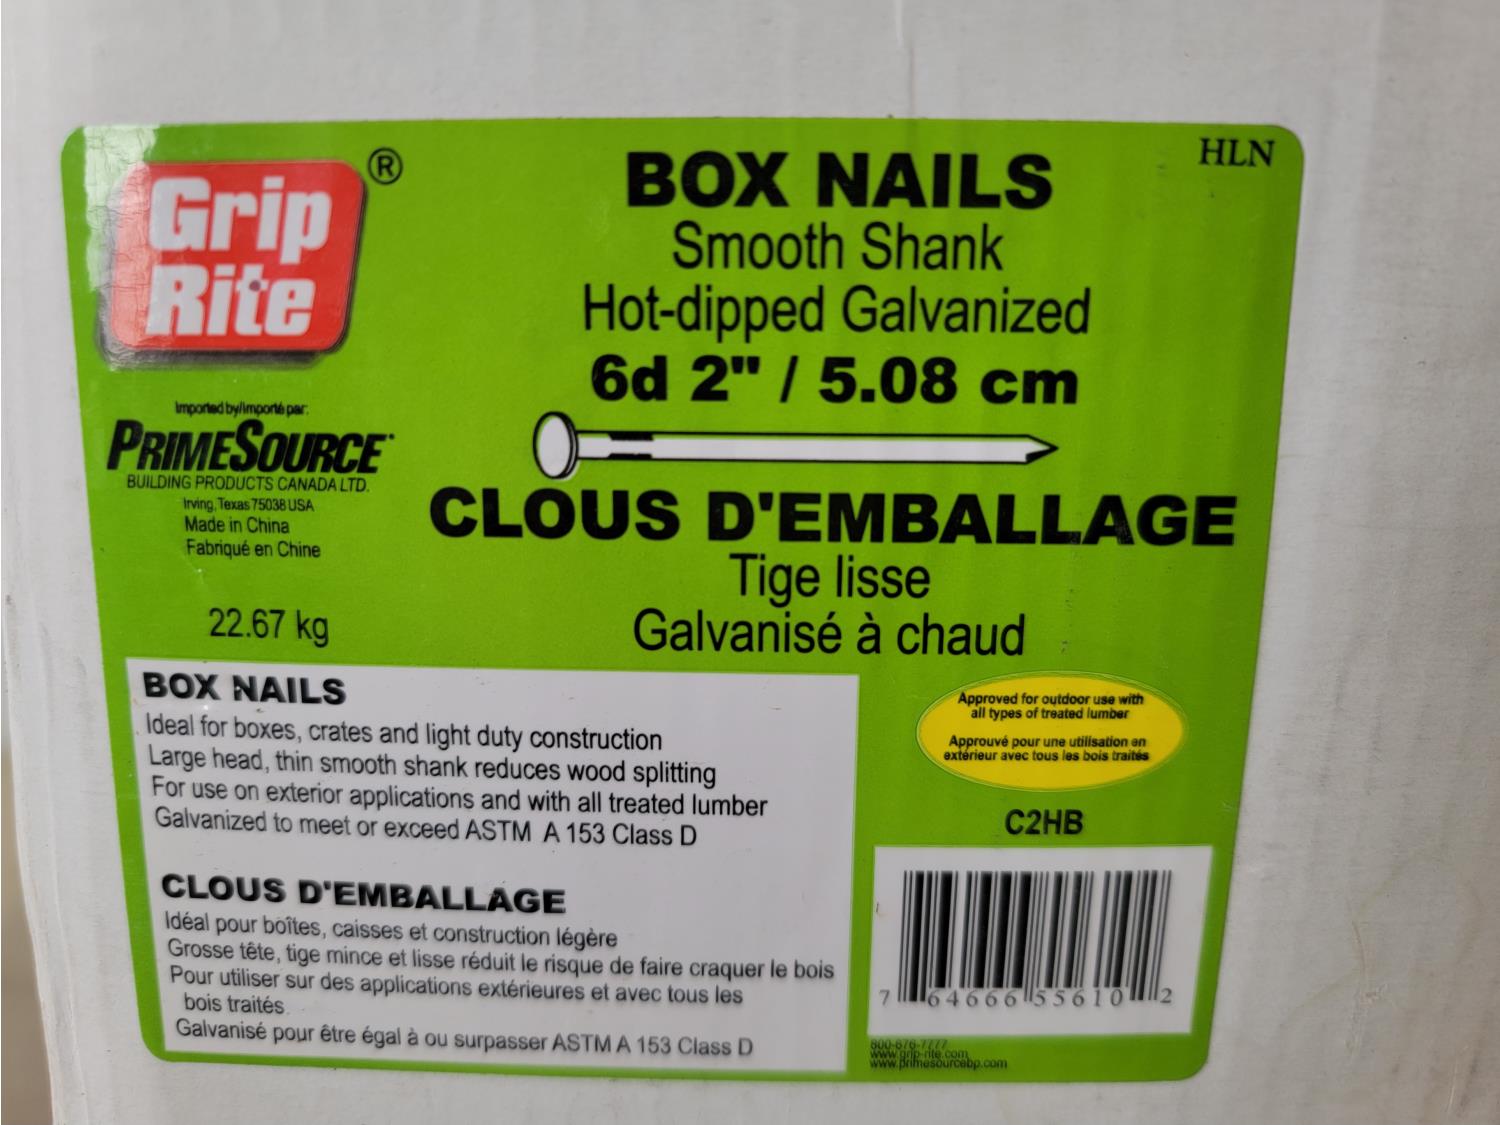 Grip
Rite
®
HLN
BOX NAILS
Smooth Shank
Hot-dipped Galvanized
6d 2" / 5.08 cm
CLOUS D'EMBALLAGE
Tige lisse
Galvanisé à chaud
Imported by/Importé par:
PRIMESOURCE
BUILDING PRODUCTS CANADA LTD.
Irving, Texas 75038 USA
Made in China
Fabriqué en Chine
22.67 kg
BOX NAILS
Ideal for boxes, crates and light duty construction
Large head, thin smooth shank reduces wood splitting
For use on exterior applications and with all treated lumber
Galvanized to meet or exceed ASTM A 153 Class D
CLOUS D'EMBALLAGE
Idéal pour boîtes, caisses et construction légère
Grosse tête, tige mince et lisse réduit le risque de faire craquer le bois
Pour utiliser sur des applications extérieures et avec tous les
bois traités
Galvanisé pour être égal à ou surpasser ASTM A 153 Class D
Approved for outdoor use with
all types of treated lumber
Approuvé pour une utilisation en
extérieur avec tous les bois traités
C2HB
7 64666 55610 2
800-676-7777
www.grip-rite.com
www.primesourcebp.com